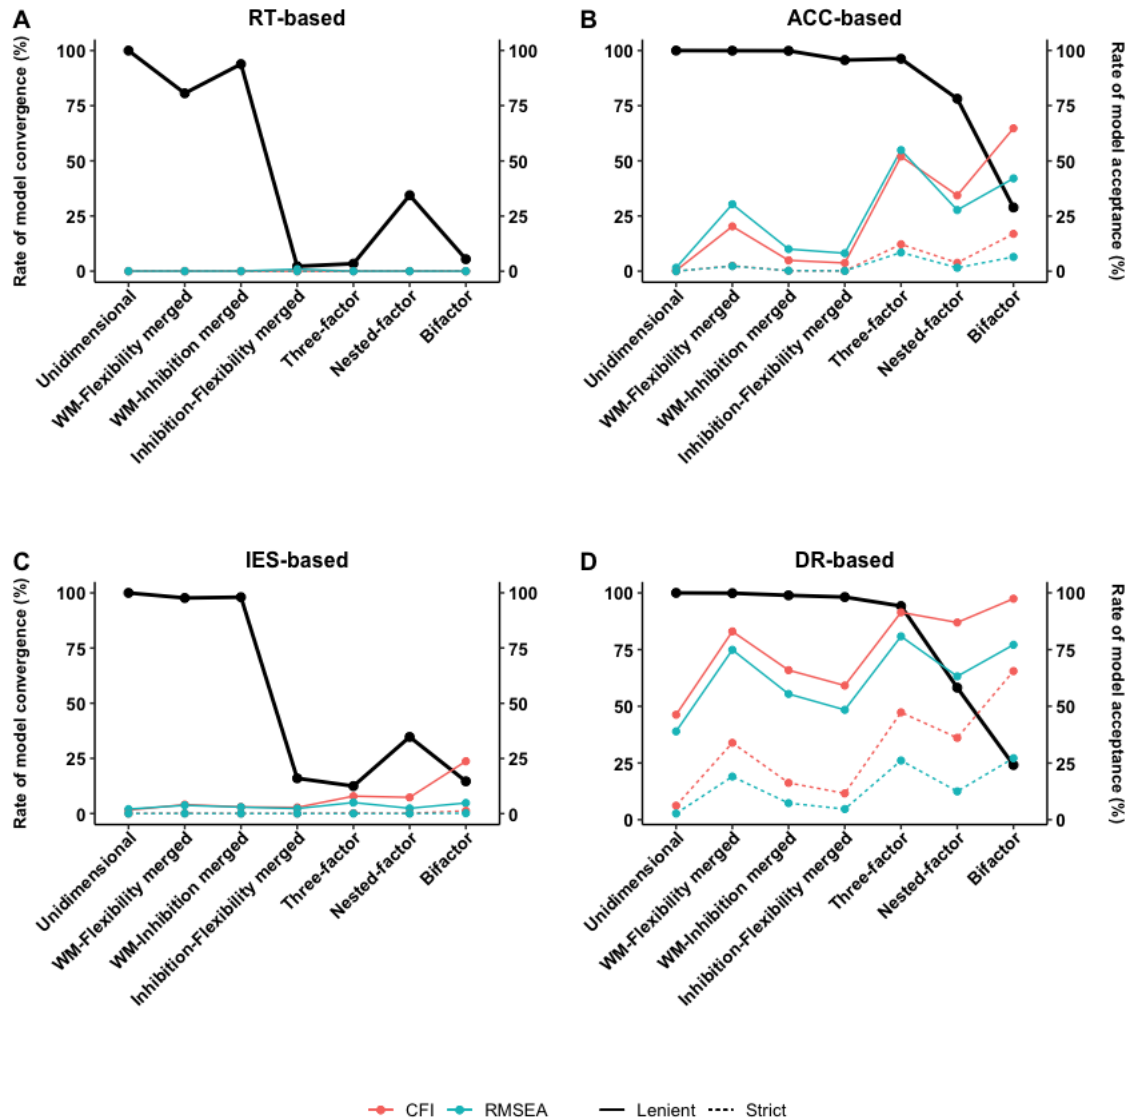 A
RT-based
Rate of model convergence (%)
100
75
50
25
0
100
75
50
25
0
Unidimensional
WM-Flexibility merged
WM-Inhibition merged
Inhibition-Flexibility merged
Three-factor
Nested-factor
Bifactor
B
ACC-based
100
75
50
25
0
100
75
50
25
0
Rate of model acceptance (%)
Unidimensional
WM-Flexibility merged
WM-Inhibition merged
Inhibition-Flexibility merged
Three-factor
Nested-factor
Bifactor
C
IES-based
Rate of model convergence (%)
100
75
50
25
0
100
75
50
25
0
Unidimensional
WM-Flexibility merged
WM-Inhibition merged
Inhibition-Flexibility merged
Three-factor
Nested-factor
Bifactor
D
DR-based
100
75
50
25
0
100
75
50
25
0
Rate of model acceptance (%)
Unidimensional
WM-Flexibility merged
WM-Inhibition merged
Inhibition-Flexibility merged
Three-factor
Nested-factor
Bifactor
CFI RMSEA Lenient Strict